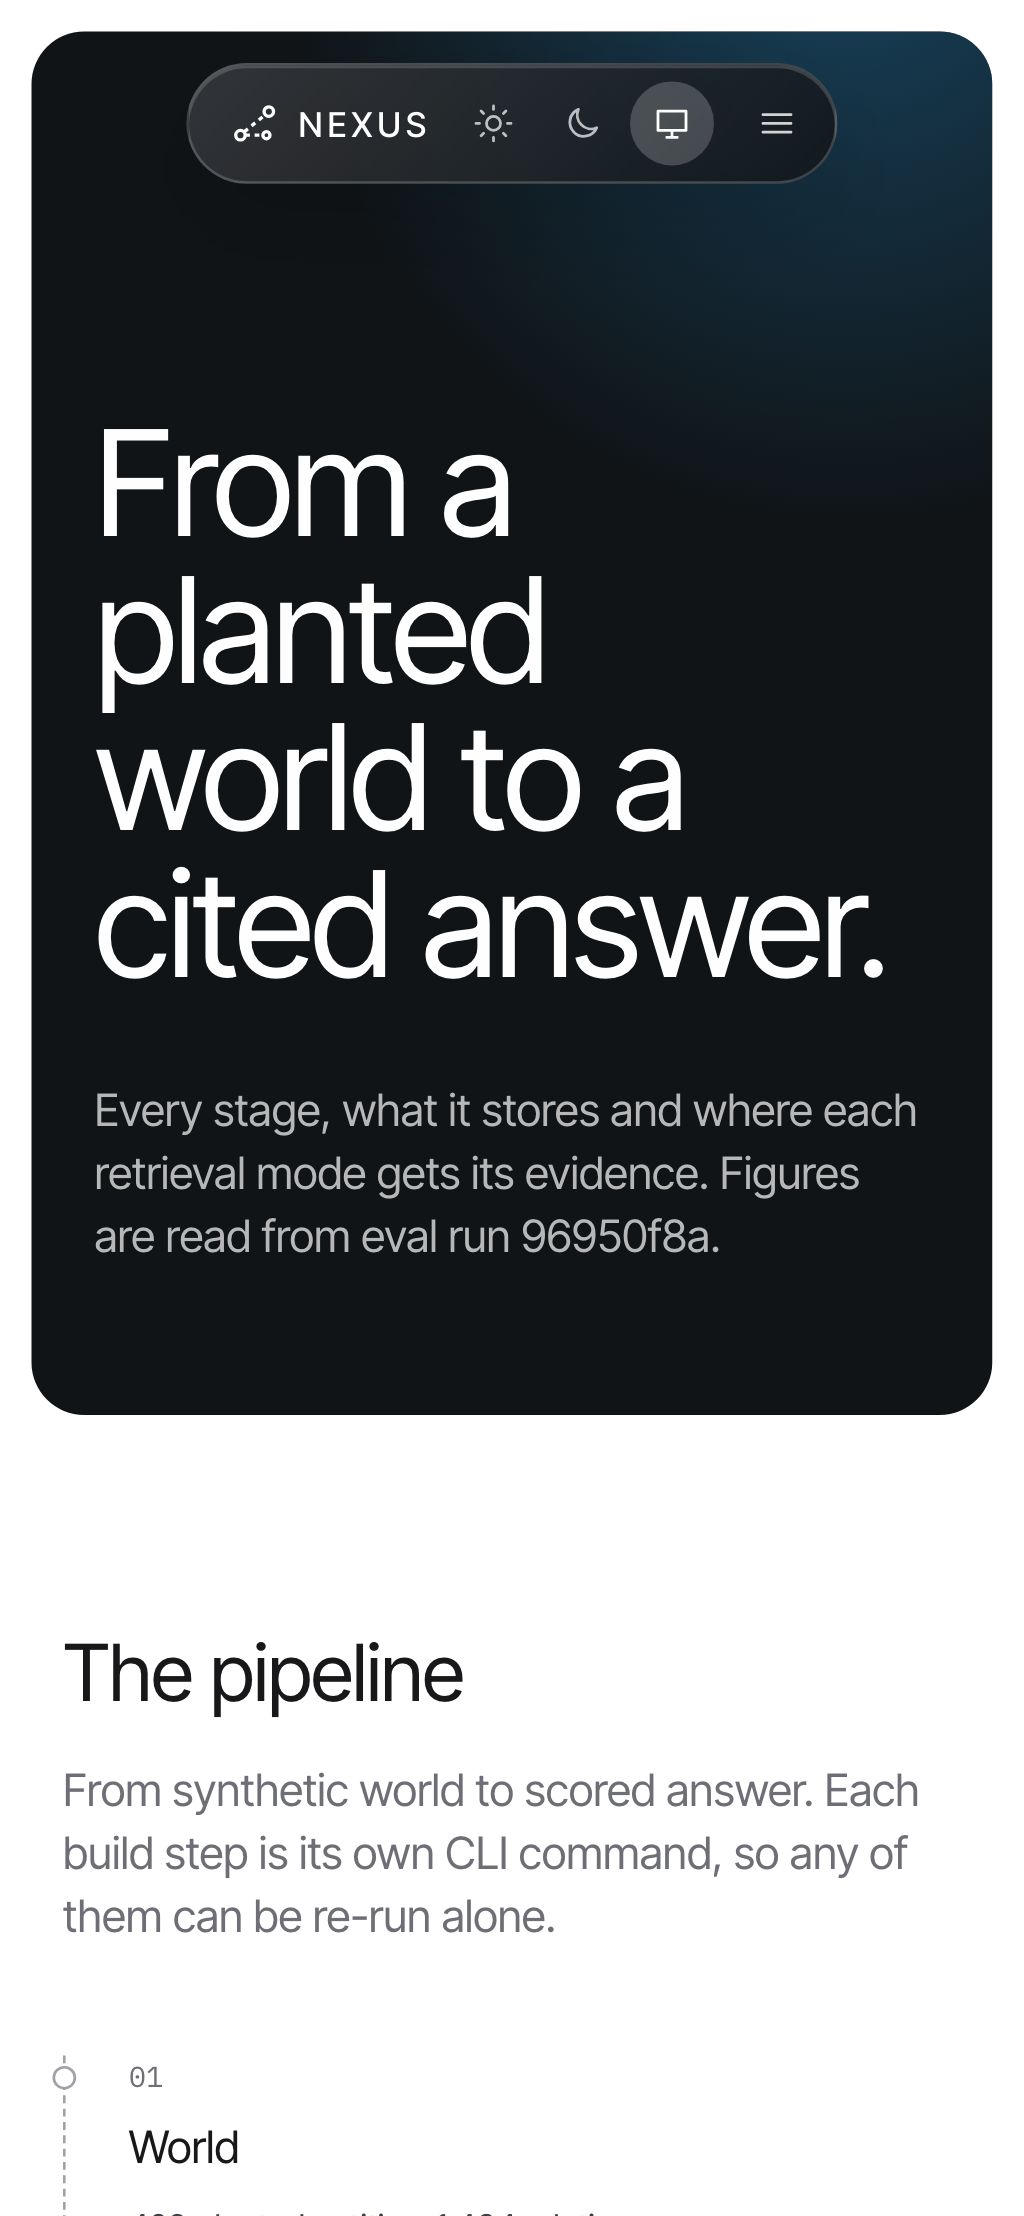 NEXUS
From a
planted
world to a
cited answer.
Every stage, what it stores and where each
retrieval mode gets its evidence. Figures
are read from eval run 96950f8a.
The pipeline
From synthetic world to scored answer. Each
build step is its own CLI command, so any of
them can be re-run alone.
01
World